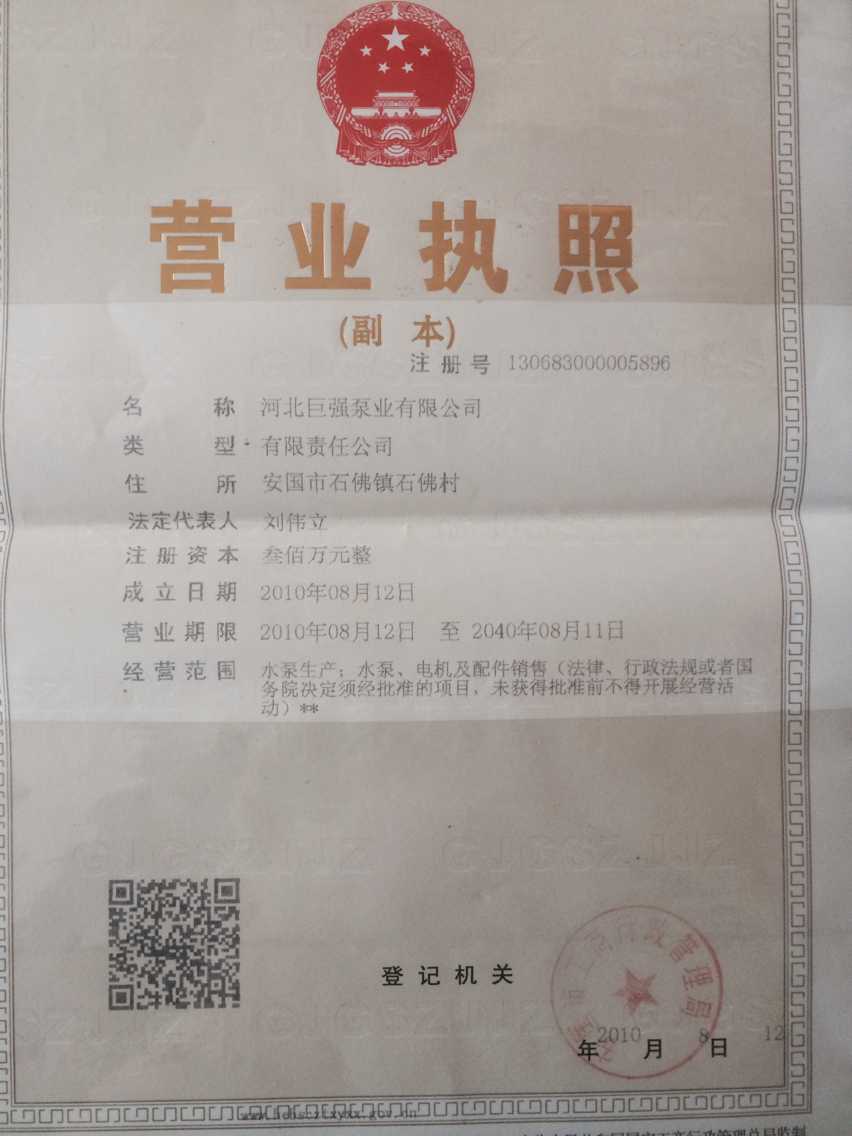 营业执照
(副 本)
注册号 130683000005896
名 称 河北巨强泵业有限公司
类 型 有限责任公司
住 所 安国市石佛镇石佛村
法定代表人 刘伟立
注册资本 叁佰万元整
成立日期 2010年08月12日
营业期限 2010年08月12日 至 2040年08月11日
经营范围 水泵生产；水泵、电机及配件销售（法律、行政法规或者国
务院决定须经批准的项目，未获得批准前不得开展经营活
动）**
登记机关
工商行政管理局
2010 8 12
年 月 日